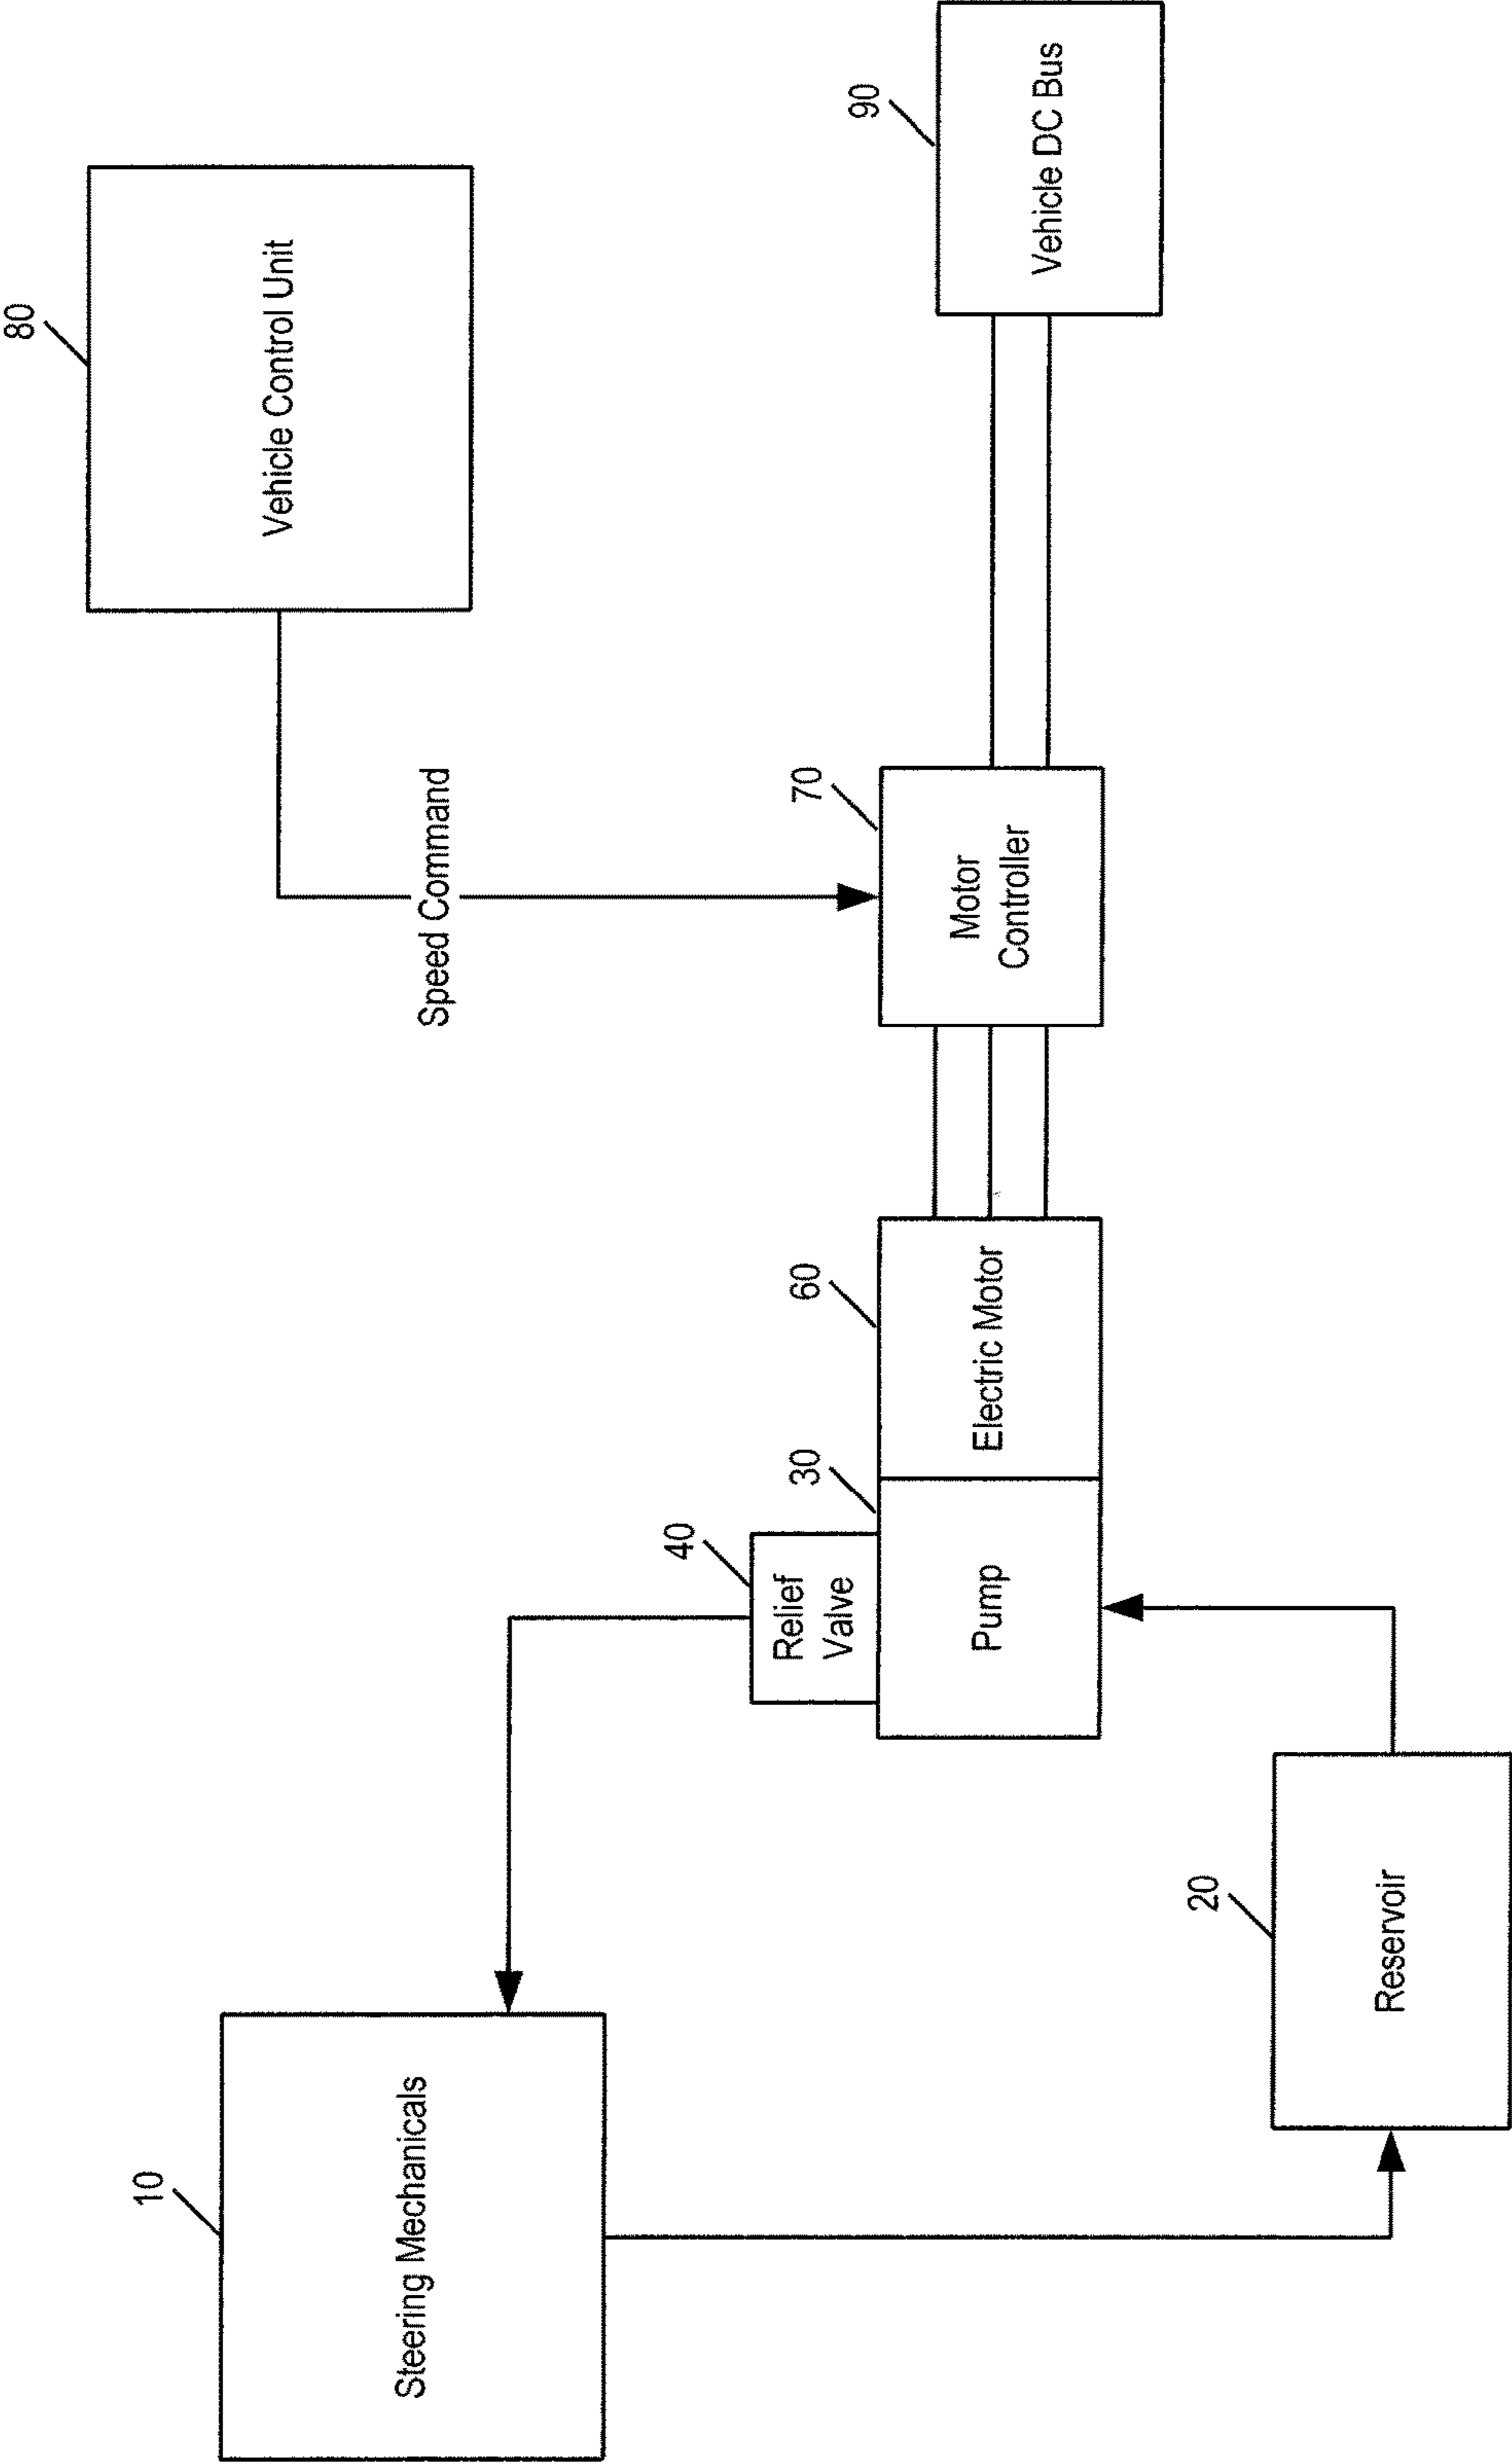 80
Vehicle Control Unit
10
Steering Mechanicals
Speed Command
40
Relief
Valve
30
Pump
60
Electric Motor
70
Motor
Controller
90
Vehicle DC Bus
20
Reservoir